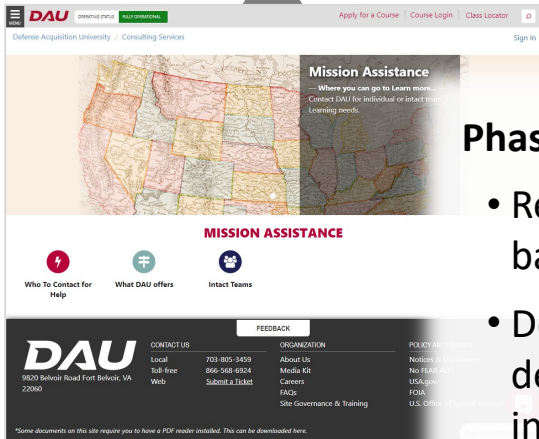 MENU DAU OPERATING STATUS FULLY OPERATIONAL Apply for a Course Course Login Class Locator
Defense Acquisition University / Consulting Services Sign In
Mission Assistance
— Where you can go to Learn more...—
Contact DAU for individual or intact team
Learning needs.
MISSION ASSISTANCE
Who To Contact for
Help
What DAU offers
Intact Teams
FEEDBACK
DAU
9820 Belvoir Road Fort Belvoir, VA
22060
CONTACT US
Local 703-805-3459
Toll-free 866-568-6924
Web Submit a Ticket
ORGANIZATION
About Us
Media Kit
Careers
FAQs
Site Governance & Training
POLICY AND
Notices
No FEAR
USA.gov
FOIA
U.S. Office
*Some documents on this site require you to have a PDF reader installed. This can be downloaded here.
Phas
• Re
ba
• D
de
in